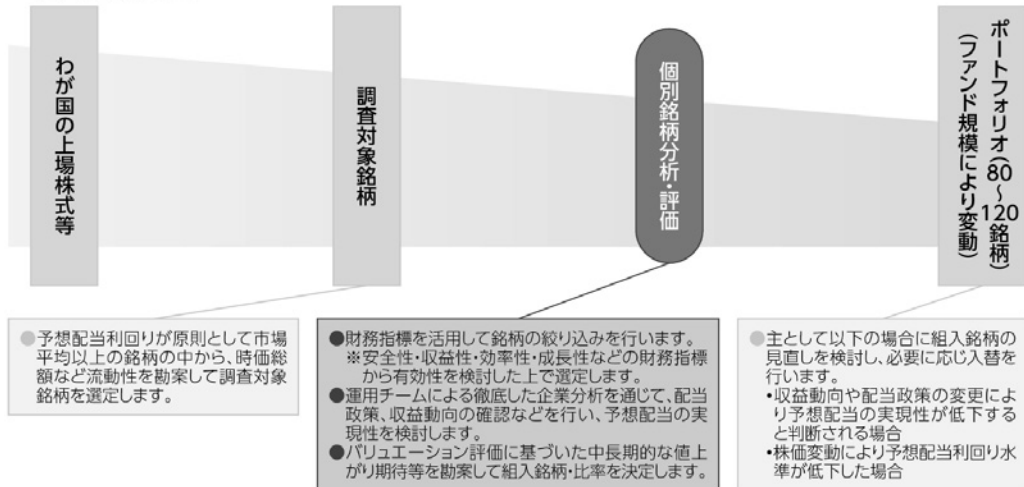 わが国の上場株式等
調査対象銘柄
個別銘柄分析・評価
ポートフォリオ(80～120銘柄)
(ファンド規模により変動)
●予想配当利回りが原則として市場
平均以上の銘柄の中から、時価総
額など流動性を勘案して調査対象
銘柄を選定します。
●財務指標を活用して銘柄の絞り込みを行います。
※安全性・収益性・効率性・成長性などの財務指標
から有効性を検討した上で選定します。
●運用チームによる徹底した企業分析を通じて、配当
政策、収益動向の確認などを行い、予想配当の実
現性を検討します。
●バリュエーション評価に基づいた中長期的な値上
がり期待等を勘案して組入銘柄・比率を決定します。
●主として以下の場合に組入銘柄の
見直しを検討し、必要に応じ入替を
行います。
•収益動向や配当政策の変更によ
り予想配当の実現性が低下する
と判断される場合
•株価変動により予想配当利回り水
準が低下した場合